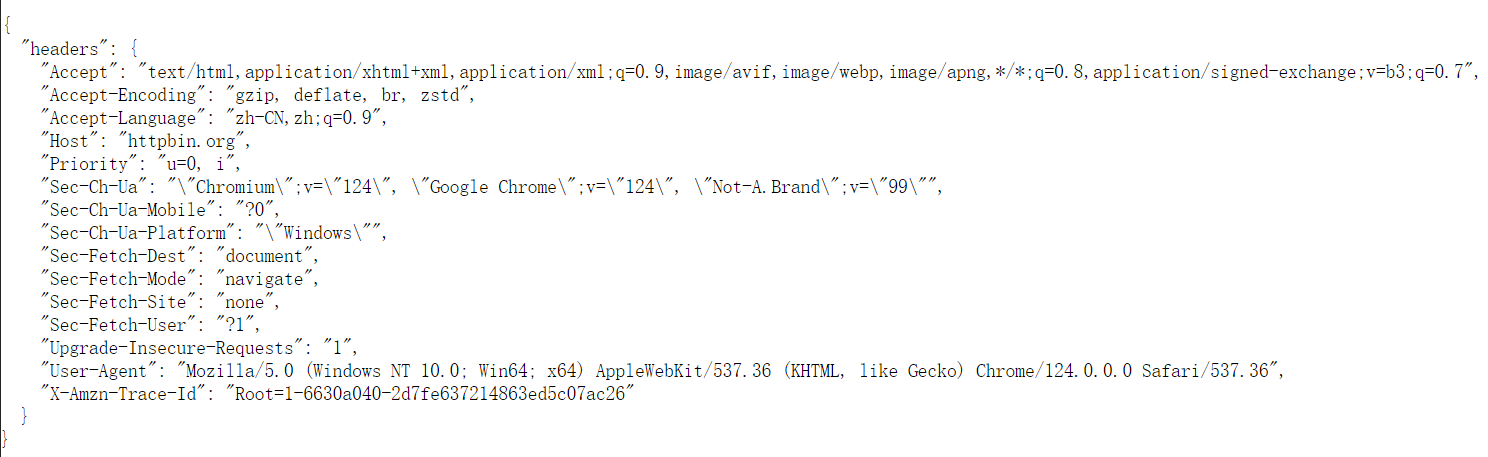 {
  "headers": {
    "Accept": "text/html,application/xhtml+xml,application/xml;q=0.9,image/avif,image/webp,image/apng,*/*;q=0.8,application/signed-exchange;v=b3;q=0.7",
    "Accept-Encoding": "gzip, deflate, br, zstd",
    "Accept-Language": "zh-CN,zh;q=0.9",
    "Host": "httpbin.org",
    "Priority": "u=0, i",
    "Sec-Ch-Ua": "\"Chromium\";v=\"124\", \"Google Chrome\";v=\"124\", \"Not-A.Brand\";v=\"99\"",
    "Sec-Ch-Ua-Mobile": "?0",
    "Sec-Ch-Ua-Platform": "\"Windows\"",
    "Sec-Fetch-Dest": "document",
    "Sec-Fetch-Mode": "navigate",
    "Sec-Fetch-Site": "none",
    "Sec-Fetch-User": "?1",
    "Upgrade-Insecure-Requests": "1",
    "User-Agent": "Mozilla/5.0 (Windows NT 10.0; Win64; x64) AppleWebKit/537.36 (KHTML, like Gecko) Chrome/124.0.0.0 Safari/537.36",
    "X-Amzn-Trace-Id": "Root=1-6630a040-2d7fe637214863ed5c07ac26"
  }
}